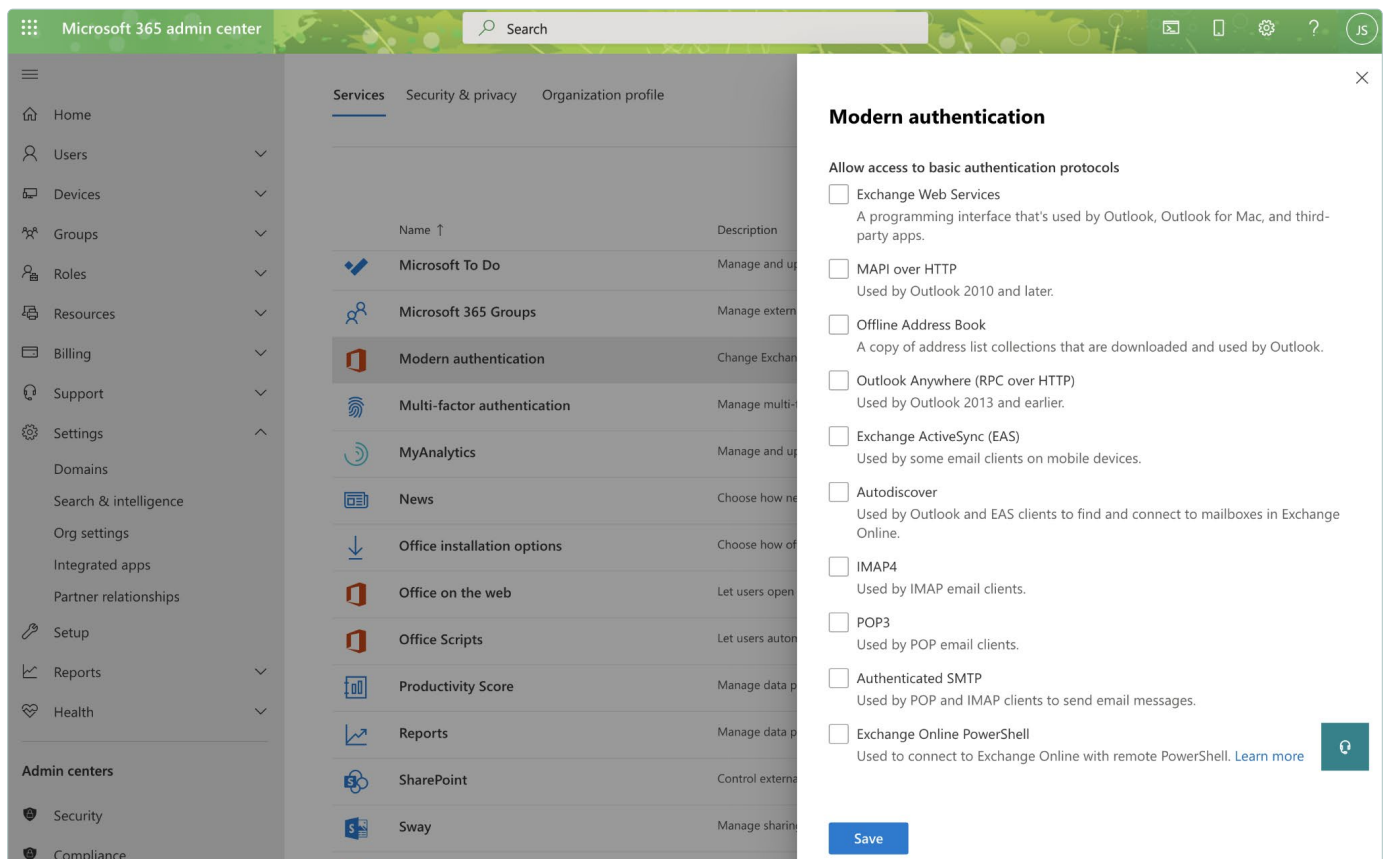 Microsoft 365 admin center
Search
JS
Home
Users
Devices
Groups
Roles
Resources
Billing
Support
Settings
Domains
Search & intelligence
Org settings
Integrated apps
Partner relationships
Setup
Reports
Health
Admin centers
Security
Compliance
Services Security & privacy Organization profile
Name ↑ Description
Microsoft To Do Manage and up
Microsoft 365 Groups Manage extern
Modern authentication Change Exchan
Multi-factor authentication Manage multi-
MyAnalytics Manage and up
News Choose how ne
Office installation options Choose how of
Office on the web Let users open
Office Scripts Let users autom
Productivity Score Manage data p
Reports Manage data p
SharePoint Control externa
Sway Manage sharin
Modern authentication
Allow access to basic authentication protocols
Exchange Web Services
A programming interface that's used by Outlook, Outlook for Mac, and third-
party apps.
MAPI over HTTP
Used by Outlook 2010 and later.
Offline Address Book
A copy of address list collections that are downloaded and used by Outlook.
Outlook Anywhere (RPC over HTTP)
Used by Outlook 2013 and earlier.
Exchange ActiveSync (EAS)
Used by some email clients on mobile devices.
Autodiscover
Used by Outlook and EAS clients to find and connect to mailboxes in Exchange
Online.
IMAP4
Used by IMAP email clients.
POP3
Used by POP email clients.
Authenticated SMTP
Used by POP and IMAP clients to send email messages.
Exchange Online PowerShell
Used to connect to Exchange Online with remote PowerShell. Learn more
Save